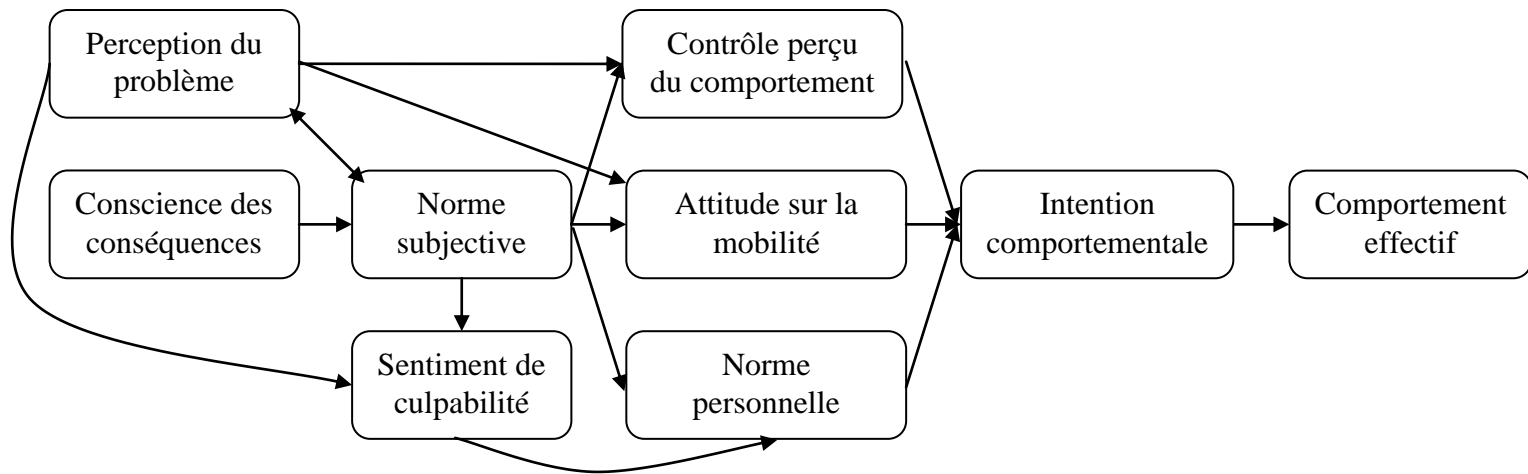 Perception du
problème
Contrôle perçu
du comportement
Conscience des
conséquences
Norme
subjective
Attitude sur la
mobilité
Intention
comportementale
Comportement
effectif
Sentiment de
culpabilité
Norme
personnelle